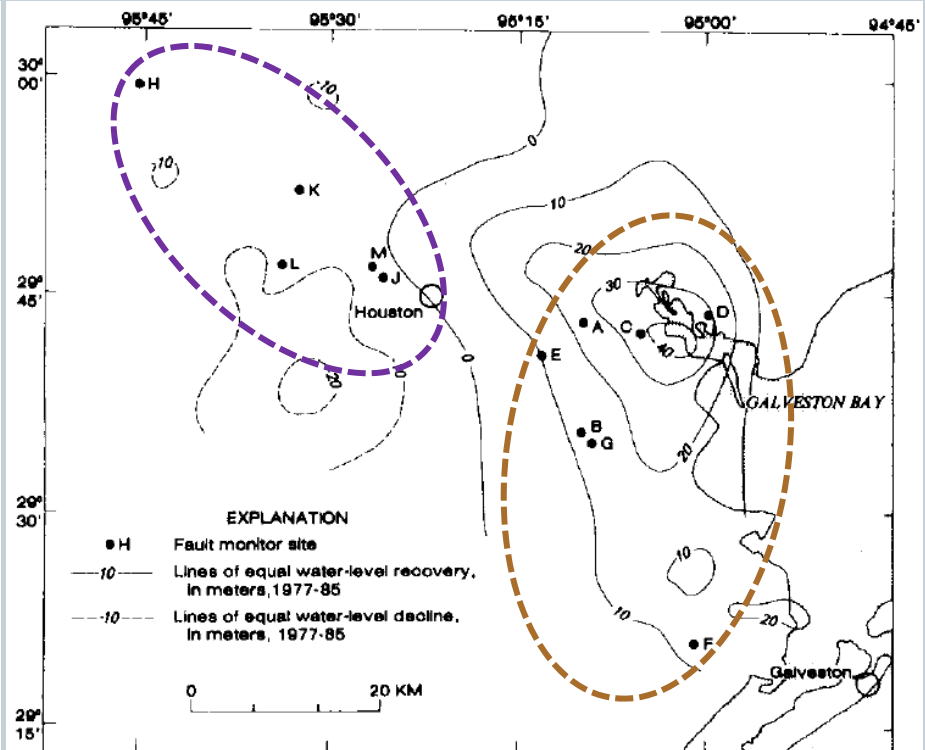 95°45' 95°30' 95°15' 95°00' 94°45'
30°
00'
H
-10
0
-10
K
10
20
L
M
J
29°
45'
Houston
30
D
A
C
E
40
0
0
-20
GALVESTON BAY
B
G
20
29°
30'
EXPLANATION
H Fault monitor site
10 Lines of equal water-level recovery,
in meters, 1977-85
-10 Lines of equal water-level decline,
in meters, 1977-85
10
10
20
F
Galveston
0 20 KM
29°
15'